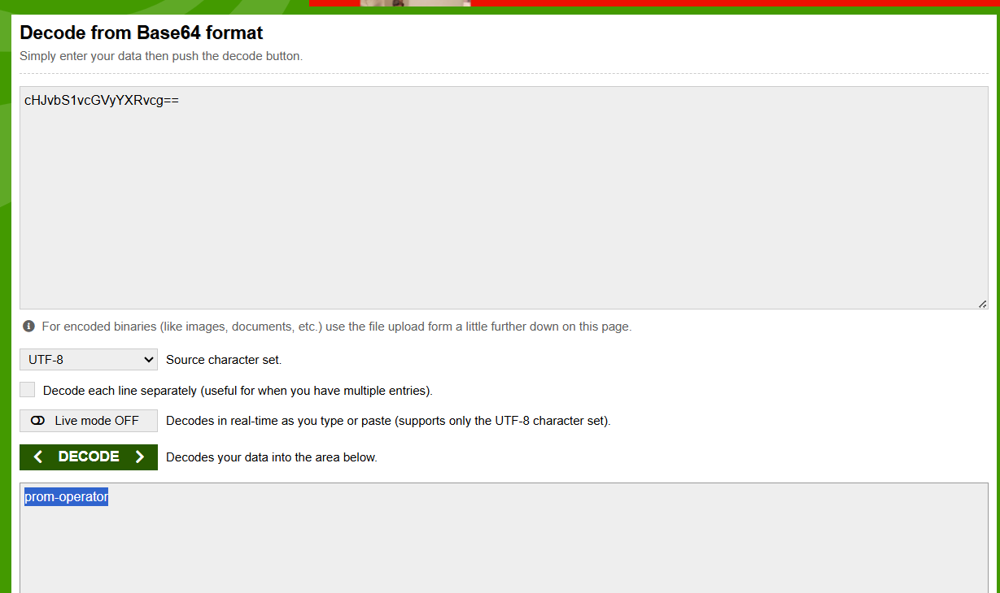 Decode from Base64 format
Simply enter your data then push the decode button.
cHJvbS1vcGVyYXRvcg==
For encoded binaries (like images, documents, etc.) use the file upload form a little further down on this page.
UTF-8 Source character set.
Decode each line separately (useful for when you have multiple entries).
Live mode OFF Decodes in real-time as you type or paste (supports only the UTF-8 character set).
DECODE Decodes your data into the area below.
prom-operator